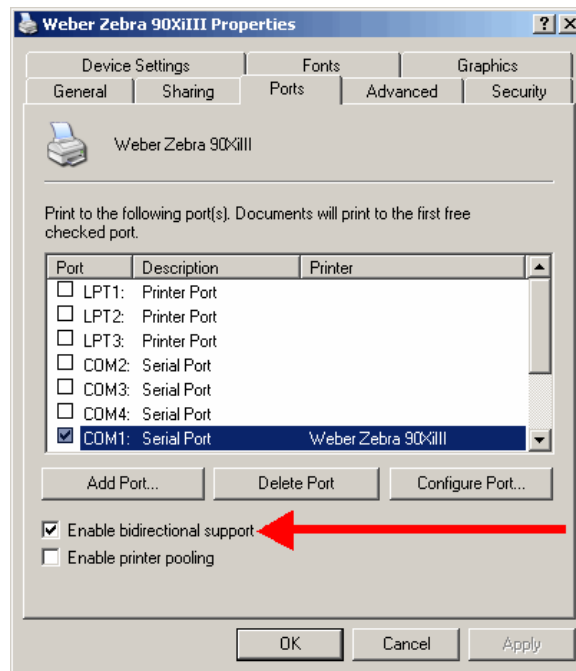 Weber Zebra 90XiIII Properties
Device Settings Fonts Graphics
General Sharing Ports Advanced Security
Weber Zebra 90XiIII
Print to the following port(s). Documents will print to the first free
checked port.
Port Description Printer
LPT1: Printer Port
LPT2: Printer Port
LPT3: Printer Port
COM2: Serial Port
COM3: Serial Port
COM4: Serial Port
COM1: Serial Port Weber Zebra 90XiIII
Add Port... Delete Port Configure Port...
Enable bidirectional support
Enable printer pooling
OK Cancel Apply